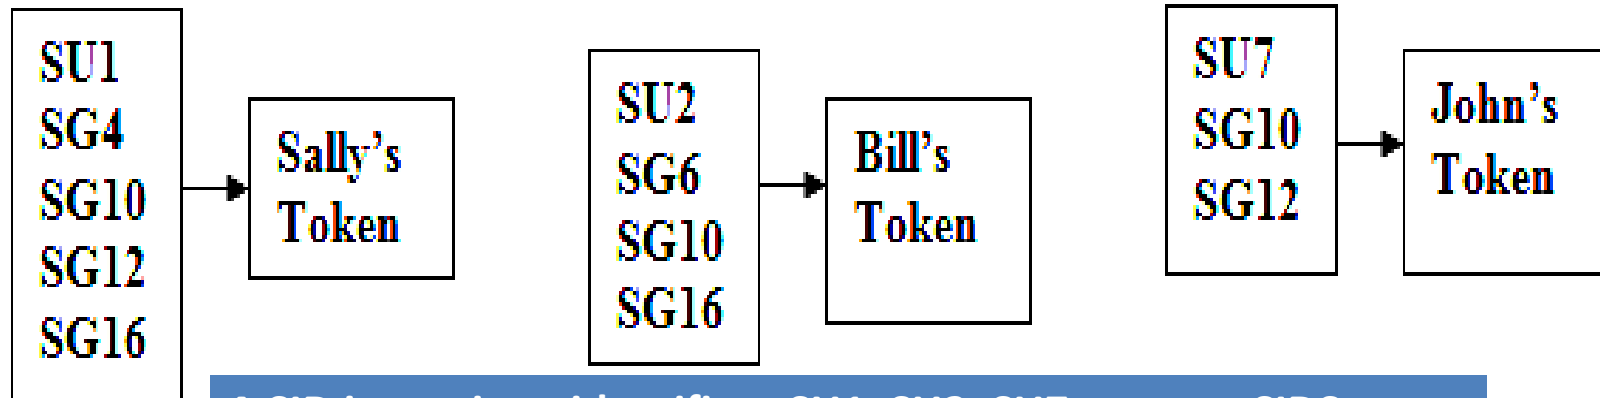 SU1
SG4
SG10
SG12
SG16
Sally's
Token
SU2
SG6
SG10
SG16
Bill's
Token
SU7
SG10
SG12
John's
Token